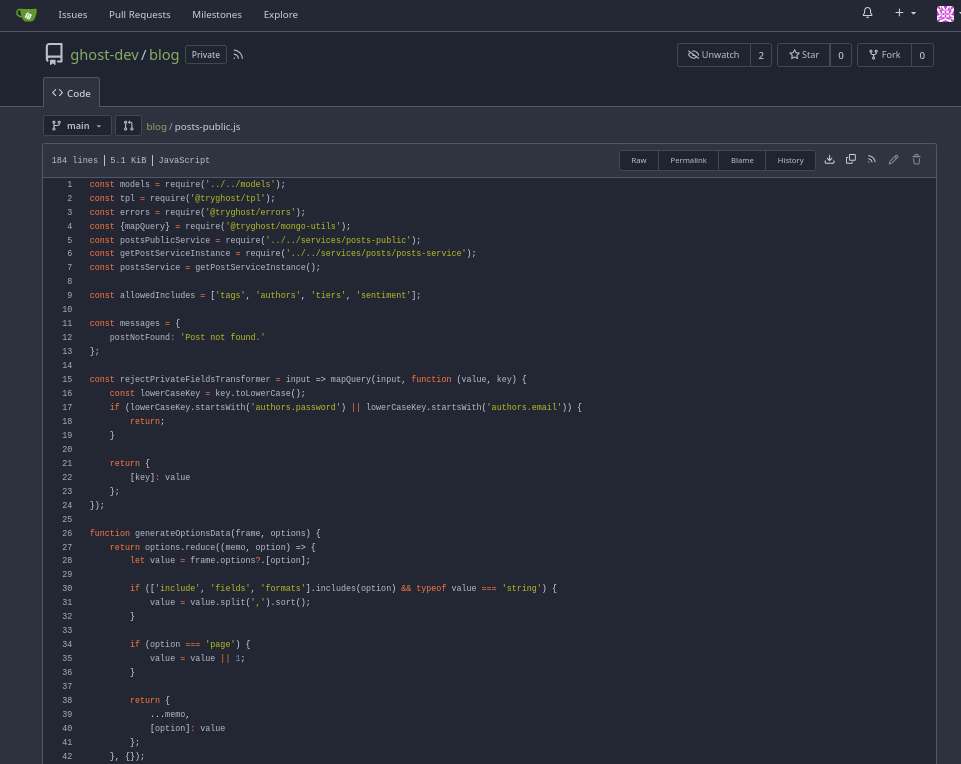 Issues Pull Requests Milestones Explore
ghost-dev/blog Private
Unwatch 2 Star 0 Fork 0
Code
main blog/posts-public.js
184 lines 5.1 KiB JavaScript Raw Permalink Blame History
1 const models = require('../../models');
2 const tpl = require('@tryghost/tpl');
3 const errors = require('@tryghost/errors');
4 const {mapQuery} = require('@tryghost/mongo-utils');
5 const postsPublicService = require('../../services/posts-public');
6 const getPostServiceInstance = require('../../services/posts/posts-service');
7 const postsService = getPostServiceInstance();
8
9 const allowedIncludes = ['tags', 'authors', 'tiers', 'sentiment'];
10
11 const messages = {
12     postNotFound: 'Post not found.'
13 };
14
15 const rejectPrivateFieldsTransformer = input => mapQuery(input, function (value, key) {
16     const lowerCaseKey = key.toLowerCase();
17     if (lowerCaseKey.startsWith('authors.password') || lowerCaseKey.startsWith('authors.email')) {
18         return;
19     }
20
21     return {
22         [key]: value
23     };
24 });
25
26 function generateOptionsData(frame, options) {
27     return options.reduce((memo, option) => {
28         let value = frame.options?.[option];
29
30         if (['include', 'fields', 'formats'].includes(option) && typeof value === 'string') {
31             value = value.split(',').sort();
32         }
33
34         if (option === 'page') {
35             value = value || 1;
36         }
37
38         return {
39             ...memo,
40             [option]: value
41         };
42     }, {});